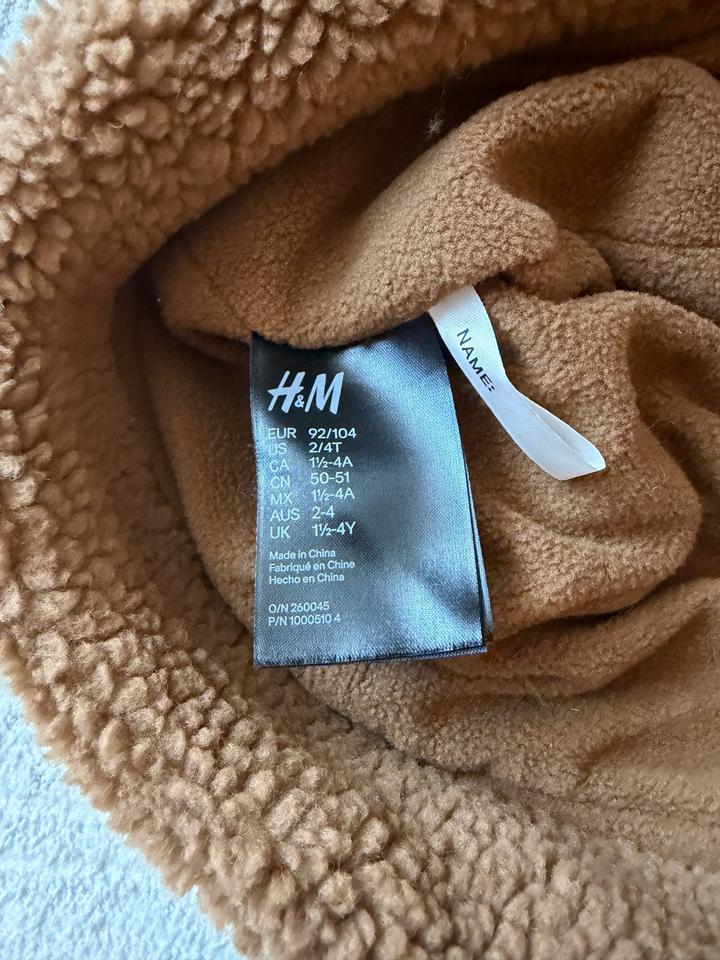 H&M
EUR 92/104
US 2/4T
CA 1½-4A
CN 50-51
MX 1½-4A
AUS 2-4
UK 1½-4Y
Made in China
Fabriqué en Chine
Hecho en China
O/N 260045
P/N 1000510 4
NAME: